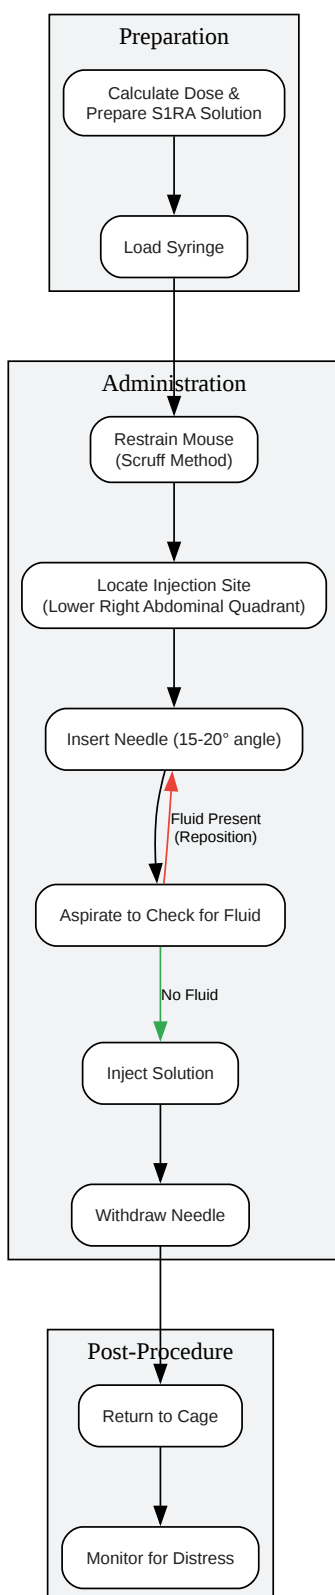 Preparation
Calculate Dose &
Prepare S1RA Solution
Load Syringe
Administration
Restrain Mouse
(Scruff Method)
Locate Injection Site
(Lower Right Abdominal Quadrant)
Insert Needle (15-20° angle)
Fluid Present
(Reposition)
Aspirate to Check for Fluid
No Fluid
Inject Solution
Withdraw Needle
Post-Procedure
Return to Cage
Monitor for Distress